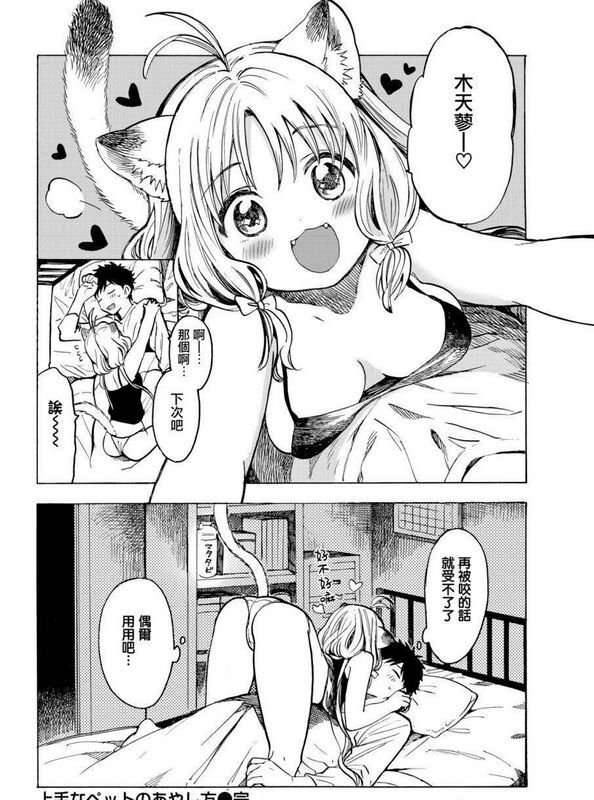 木天蓼ー♡
啊！…
那個啊…
下次吧
誒～～～
再被咬的話
就受不了了
好不好嘛～
マタタビ
偶爾
用用吧…
上手なペットのあやし方●完